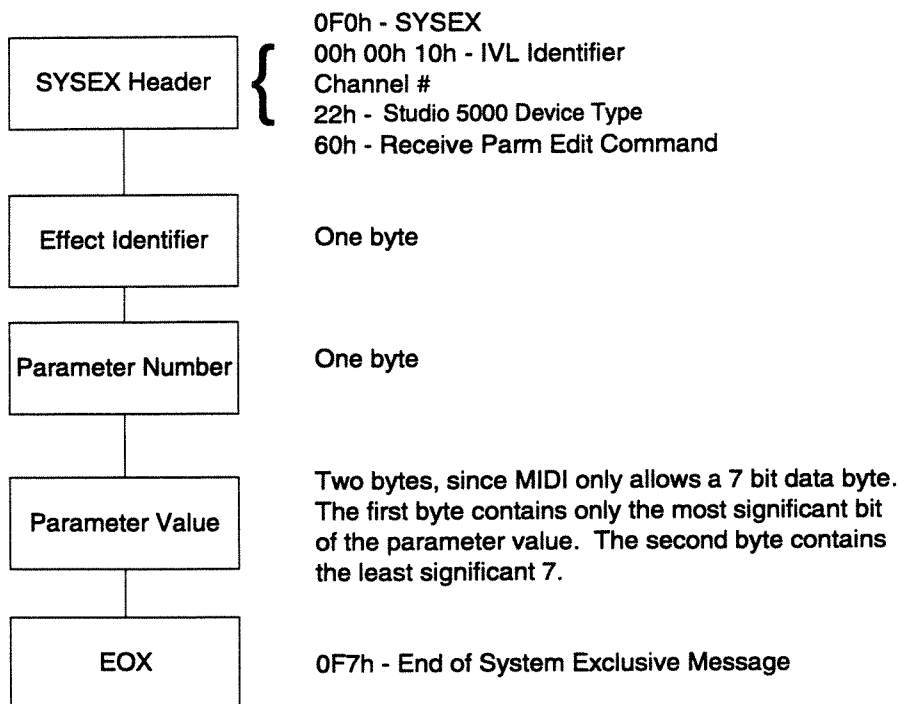 SYSEX Header
0F0h - SYSEX
00h 00h 10h - IVL Identifier
Channel #
22h - Studio 5000 Device Type
60h - Receive Parm Edit Command
Effect Identifier
One byte
Parameter Number
One byte
Parameter Value
Two bytes, since MIDI only allows a 7 bit data byte.
The first byte contains only the most significant bit
of the parameter value. The second byte contains
the least significant 7.
EOX
0F7h - End of System Exclusive Message